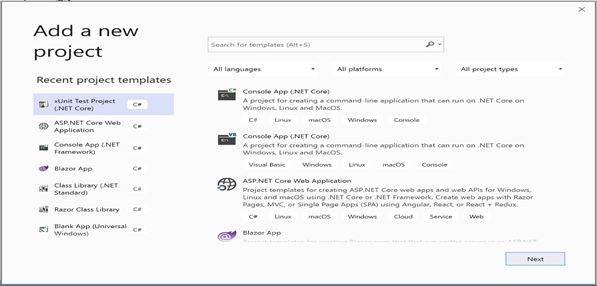 Add a new
project
Search for templates (Alt+S)
All languages
All platforms
All project types
Recent project templates
xUnit Test Project
(.NET Core)
C#
ASP.NET Core Web
Application
C#
Console App (.NET
Framework)
C#
Blazor App
C#
Class Library (.NET
Standard)
C#
Razor Class Library
C#
Blank App (Universal
Windows)
C#
Console App (.NET Core)
A project for creating a command-line application that can run on .NET Core on
Windows, Linux and MacOS.
C# Linux macOS Windows Console
Console App (.NET Core)
A project for creating a command-line application that can run on .NET Core on
Windows, Linux and MacOS.
Visual Basic Windows Linux macOS Console
ASP.NET Core Web Application
Project templates for creating ASP.NET Core web apps and web APIs for Windows,
Linux and macOS using .NET Core or .NET Framework. Create web apps with Razor
Pages, MVC, or Single Page Apps (SPA) using Angular, React, or React + Redux.
C# Linux macOS Windows Cloud Service Web
Blazor App
Next